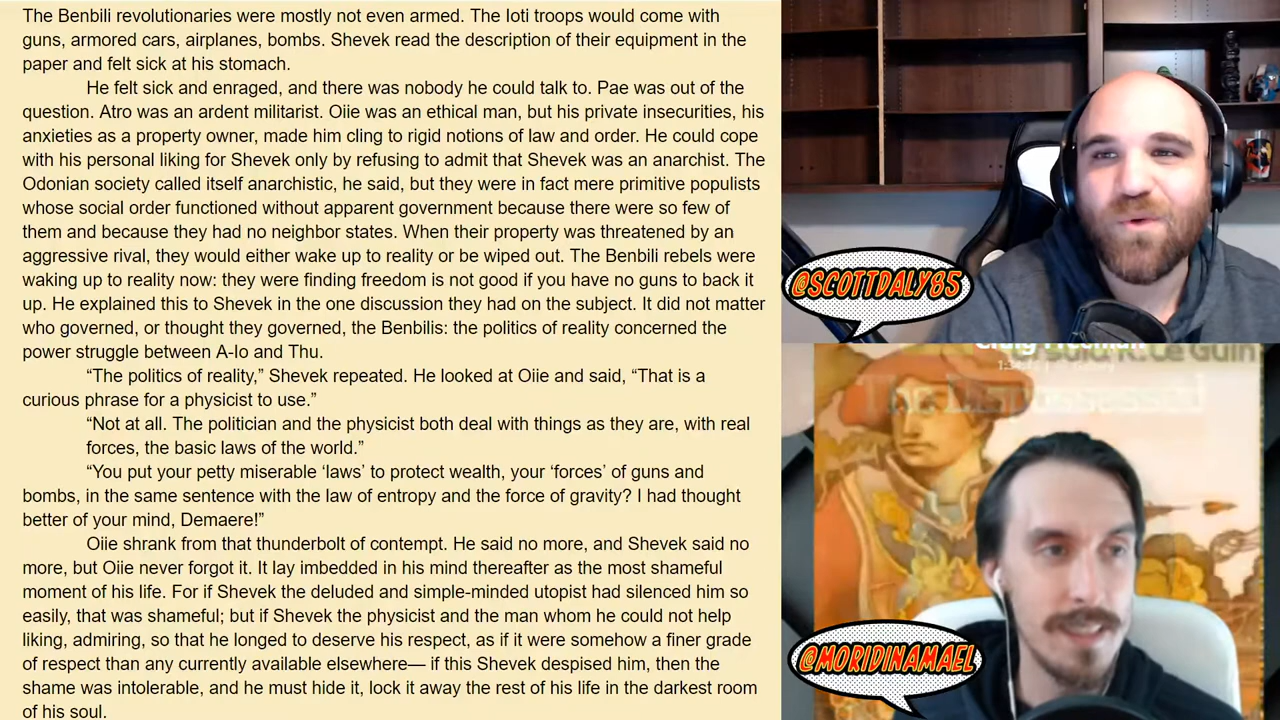 The Benbili revolutionaries were mostly not even armed. The Ioti troops would come with
guns, armored cars, airplanes, bombs. Shevek read the description of their equipment in the
paper and felt sick at his stomach.
He felt sick and enraged, and there was nobody he could talk to. Pae was out of the
question. Atro was an ardent militarist. Oiie was an ethical man, but his private insecurities, his
anxieties as a property owner, made him cling to rigid notions of law and order. He could cope
with his personal liking for Shevek only by refusing to admit that Shevek was an anarchist. The
Odonian society called itself anarchistic, he said, but they were in fact mere primitive populists
whose social order functioned without apparent government because there were so few of
them and because they had no neighbor states. When their property was threatened by an
aggressive rival, they would either wake up to reality or be wiped out. The Benbili rebels were
waking up to reality now: they were finding freedom is not good if you have no guns to back it
up. He explained this to Shevek in the one discussion they had on the subject. It did not matter
who governed, or thought they governed, the Benbilis: the politics of reality concerned the
power struggle between A-Io and Thu.
“The politics of reality,” Shevek repeated. He looked at Oiie and said, “That is a
curious phrase for a physicist to use.”
“Not at all. The politician and the physicist both deal with things as they are, with real
forces, the basic laws of the world.”
“You put your petty miserable ‘laws’ to protect wealth, your ‘forces’ of guns and
bombs, in the same sentence with the law of entropy and the force of gravity? I had thought
better of your mind, Demaere!”
Oiie shrank from that thunderbolt of contempt. He said no more, and Shevek said no
more, but Oiie never forgot it. It lay imbedded in his mind thereafter as the most shameful
moment of his life. For if Shevek the deluded and simple-minded utopist had silenced him so
easily, that was shameful; but if Shevek the physicist and the man whom he could not help
liking, admiring, so that he longed to deserve his respect, as if it were somehow a finer grade
of respect than any currently available elsewhere— if this Shevek despised him, then the
shame was intolerable, and he must hide it, lock it away the rest of his life in the darkest room
of his soul.
@SCOTTDALY85
Ursula K. Le Guin
The Dispossessed
@MORIDINAMAEL